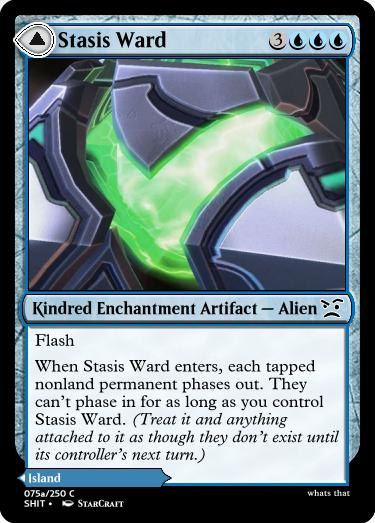 Stasis Ward 3
Kindred Enchantment Artifact — Alien
Flash
When Stasis Ward enters, each tapped
nonland permanent phases out. They
can't phase in for as long as you control
Stasis Ward. (Treat it and anything
attached to it as though they don't exist until
its controller's next turn.)
Island
075a/250 C whats that
SHIT • StarCraft